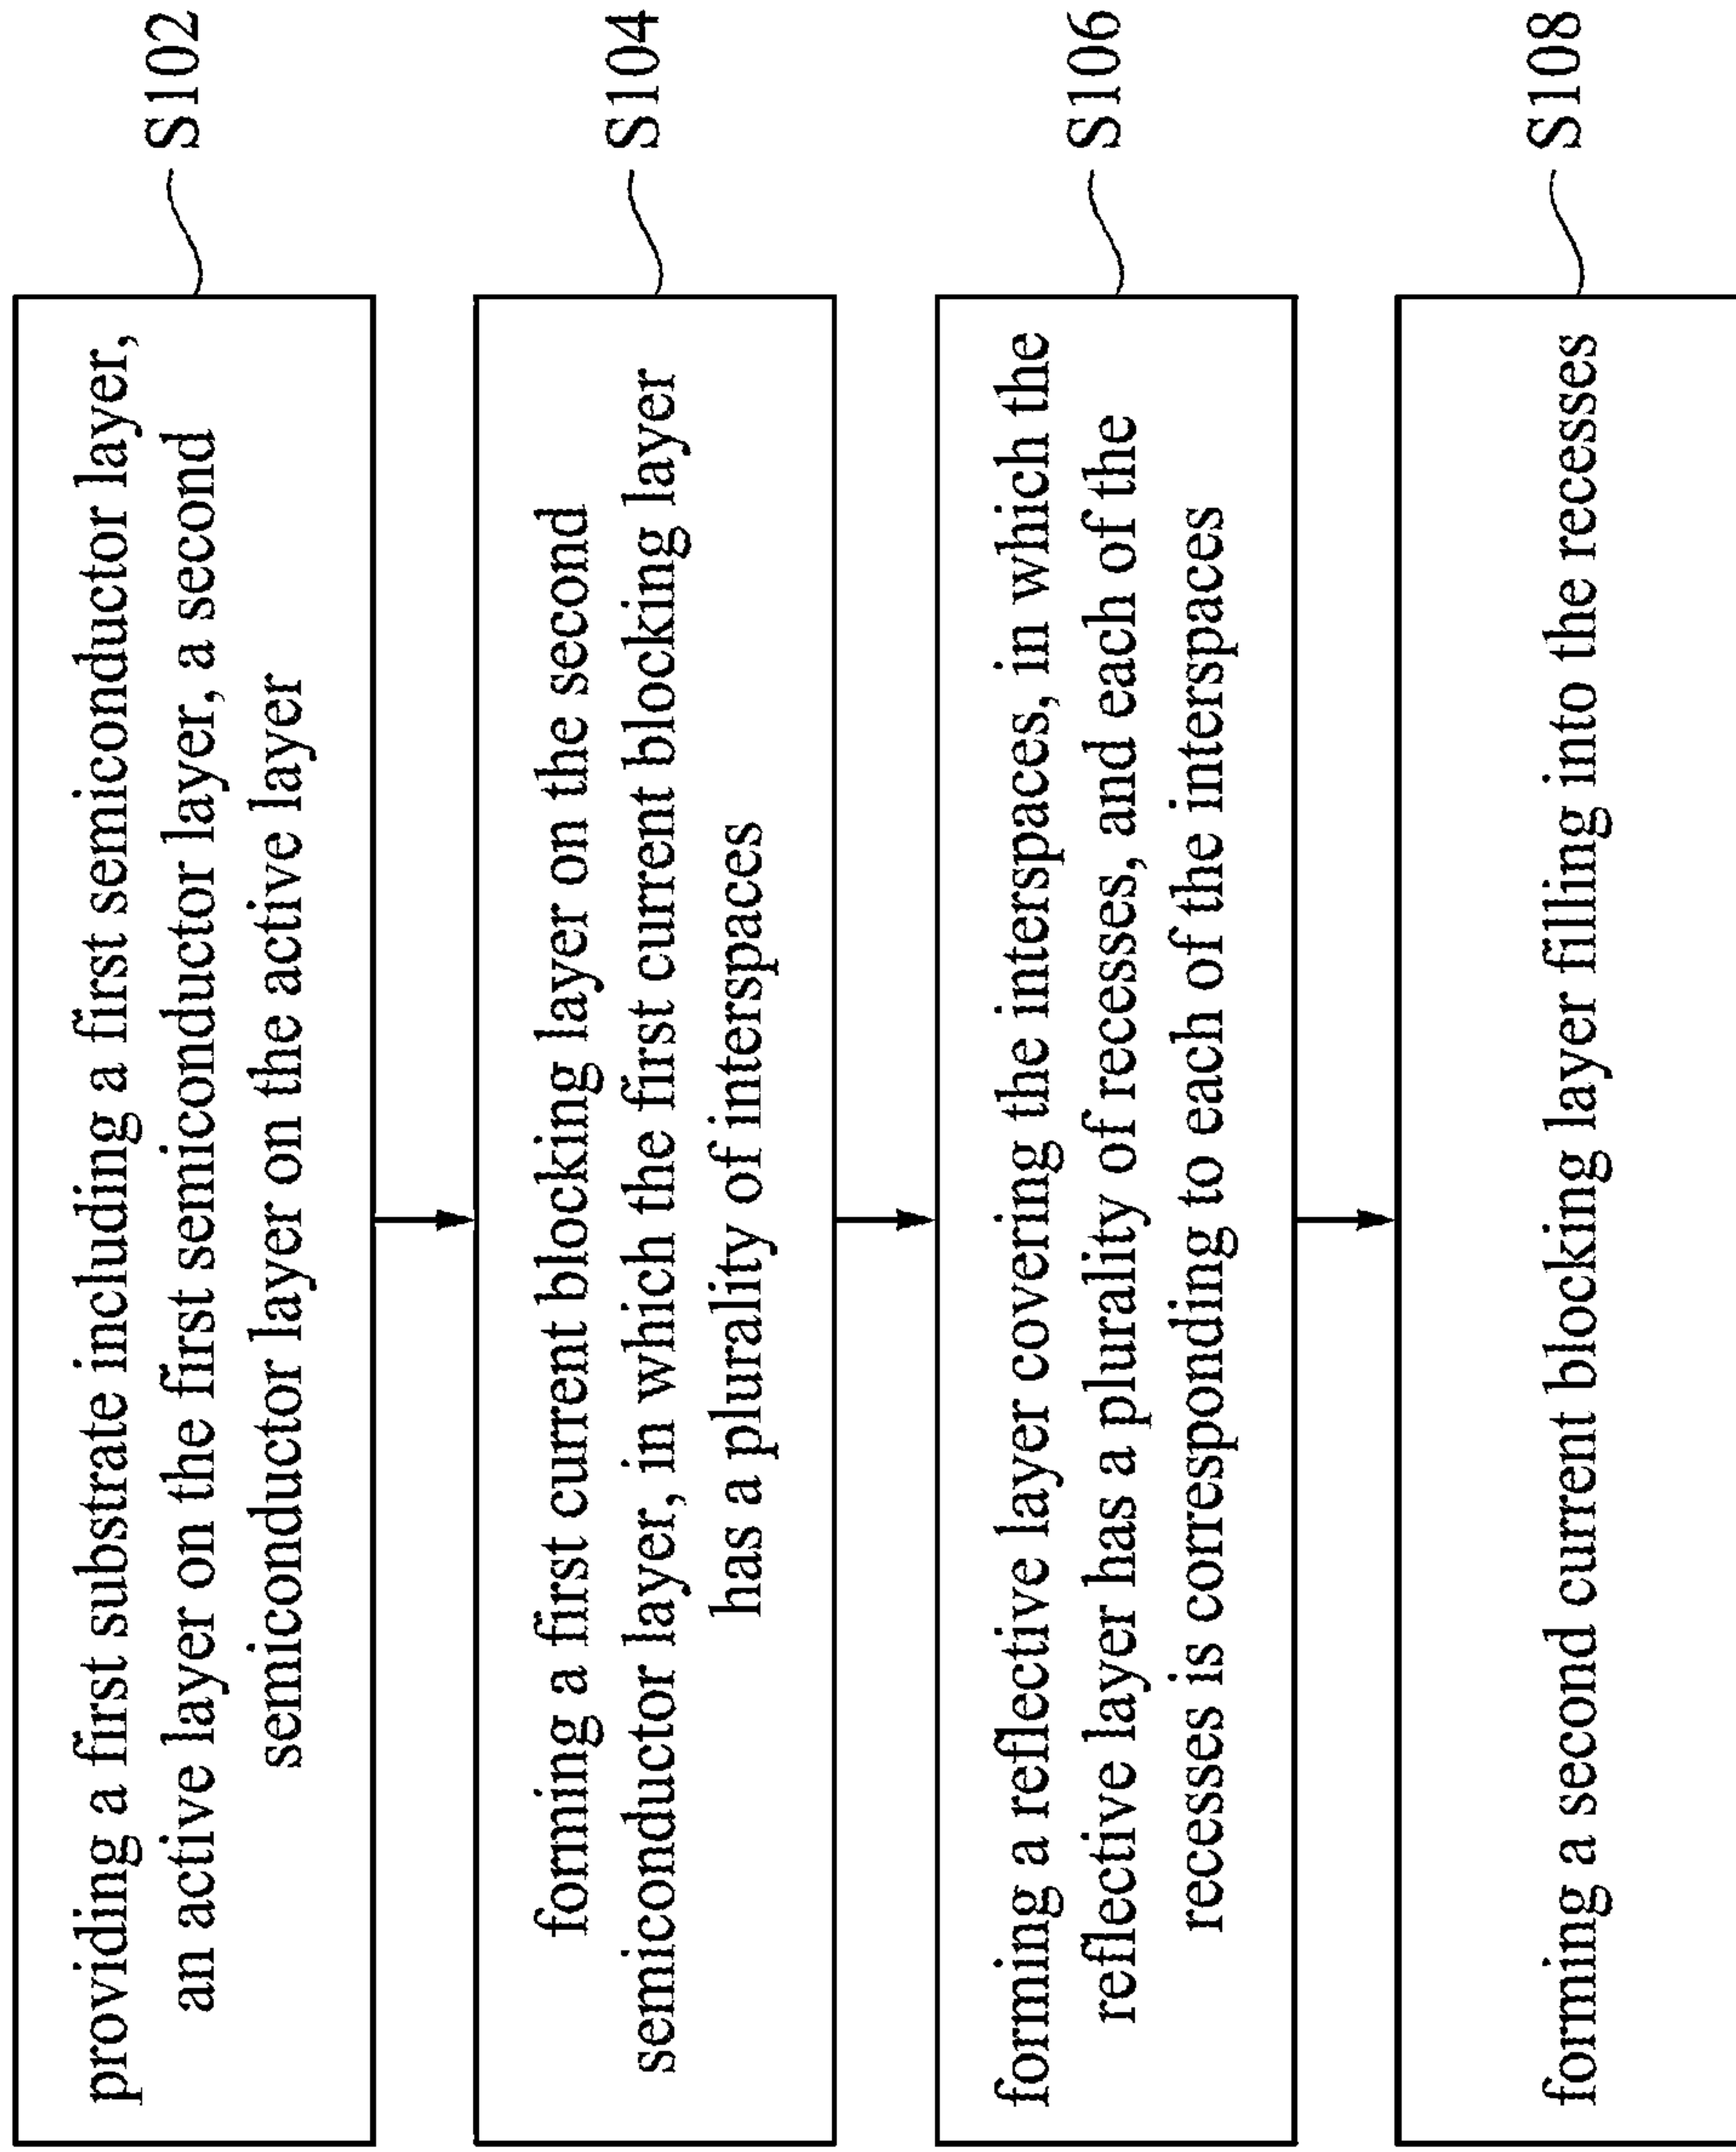 providing a first substrate including a first semiconductor layer,
an active layer on the first semiconductor layer, a second
semiconductor layer on the active layer
S102
forming a first current blocking layer on the second
semiconductor layer, in which the first current blocking layer
has a plurality of interspaces
S104
forming a reflective layer covering the interspaces, in which the
reflective layer has a plurality of recesses, and each of the
recesses is corresponding to each of the interspaces
S106
forming a second current blocking layer filling into the recesses
S108